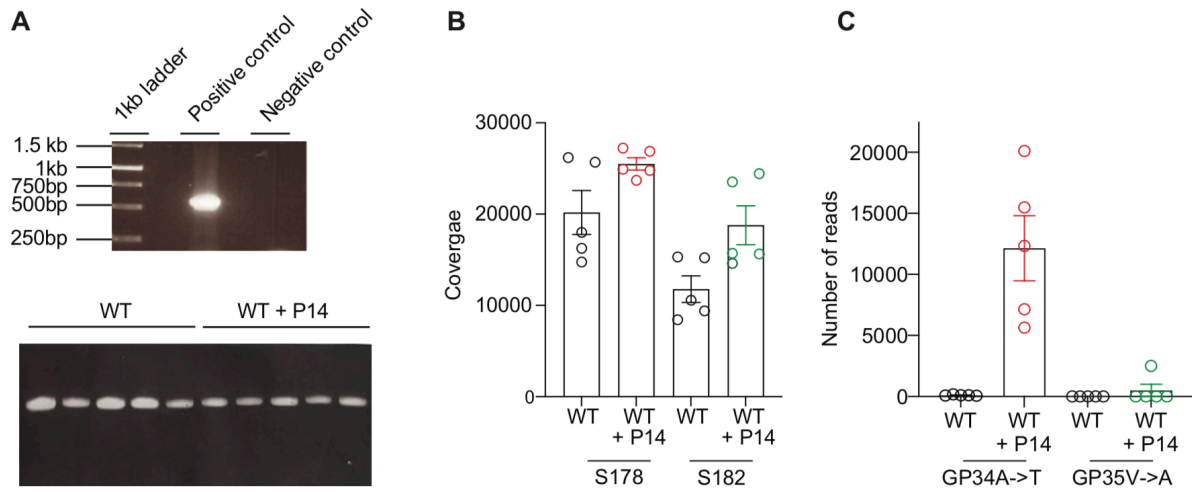 A
1kb ladder
Positive control
Negative control
1.5 kb
1kb
750bp
500bp
250bp
WT
WT + P14
B
Covergae
30000
20000
10000
0
WT
WT
+ P14
WT
WT
+ P14
S178
S182
C
Number of reads
20000
15000
10000
5000
0
WT
WT
+ P14
WT
WT
+ P14
GP34A->T
GP35V->A